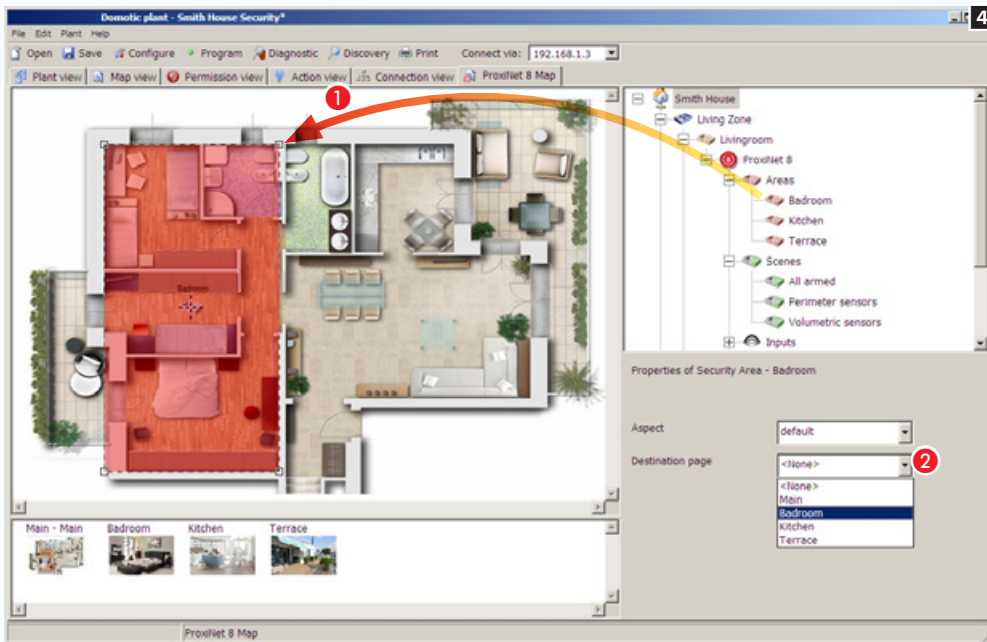 Domotic plant - Smith House Security*
4
File Edit Plant Help
Open Save Configure Program Diagnostic Discovery Print Connect via: 192.168.1.3
Plant view Map view Permission view Action view Connection view ProxiNet 8 Map
1
Badroom
Smith House
Living Zone
Livingroom
ProxiNet 8
Areas
Badroom
Kitchen
Terrace
Scenes
All armed
Perimeter sensors
Volumetric sensors
Inputs
Properties of Security Area - Badroom
Aspect default
Destination page <None> 2
<None>
Main
Badroom
Kitchen
Terrace
Main - Main Badroom Kitchen Terrace
ProxiNet 8 Map